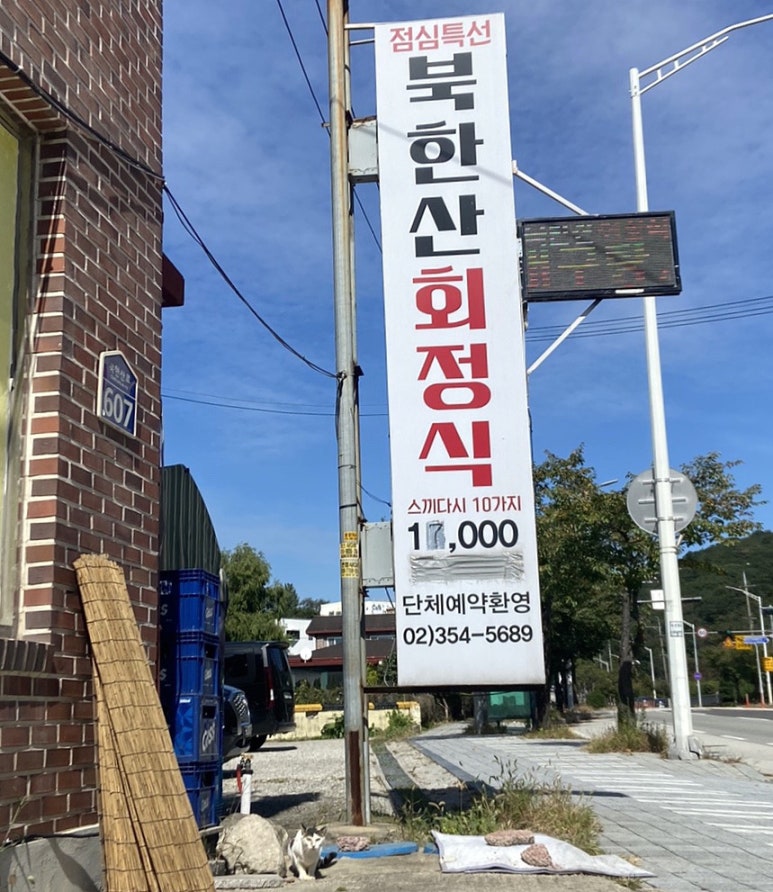 점심특선
북한산회정식
스끼다시 10가지
1 ,000
단체예약환영
02)354-5689
607